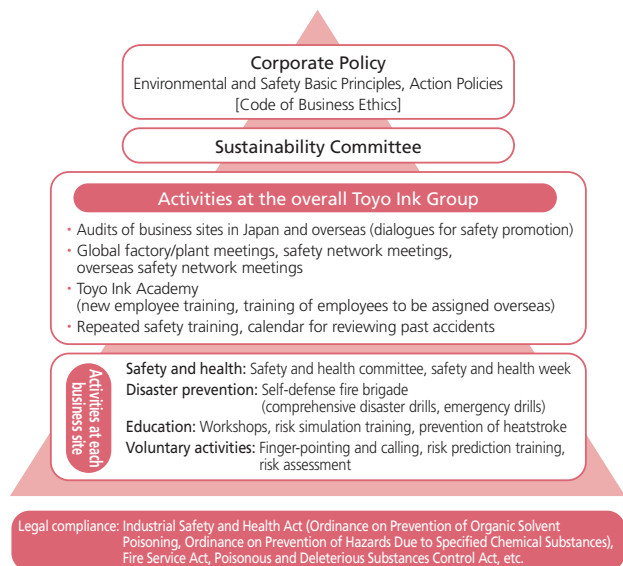 Corporate Policy
Environmental and Safety Basic Principles, Action Policies
[Code of Business Ethics]
Sustainability Committee
Activities at the overall Toyo Ink Group
・Audits of business sites in Japan and overseas (dialogues for safety promotion)
・Global factory/plant meetings, safety network meetings,
overseas safety network meetings
・Toyo Ink Academy
(new employee training, training of employees to be assigned overseas)
・Repeated safety training, calendar for reviewing past accidents
Activities at each
business site
Safety and health: Safety and health committee, safety and health week
Disaster prevention: Self-defense fire brigade
(comprehensive disaster drills, emergency drills)
Education: Workshops, risk simulation training, prevention of heatstroke
Voluntary activities: Finger-pointing and calling, risk prediction training,
risk assessment
Legal compliance: Industrial Safety and Health Act (Ordinance on Prevention of Organic Solvent
Poisoning, Ordinance on Prevention of Hazards Due to Specified Chemical Substances),
Fire Service Act, Poisonous and Deleterious Substances Control Act, etc.